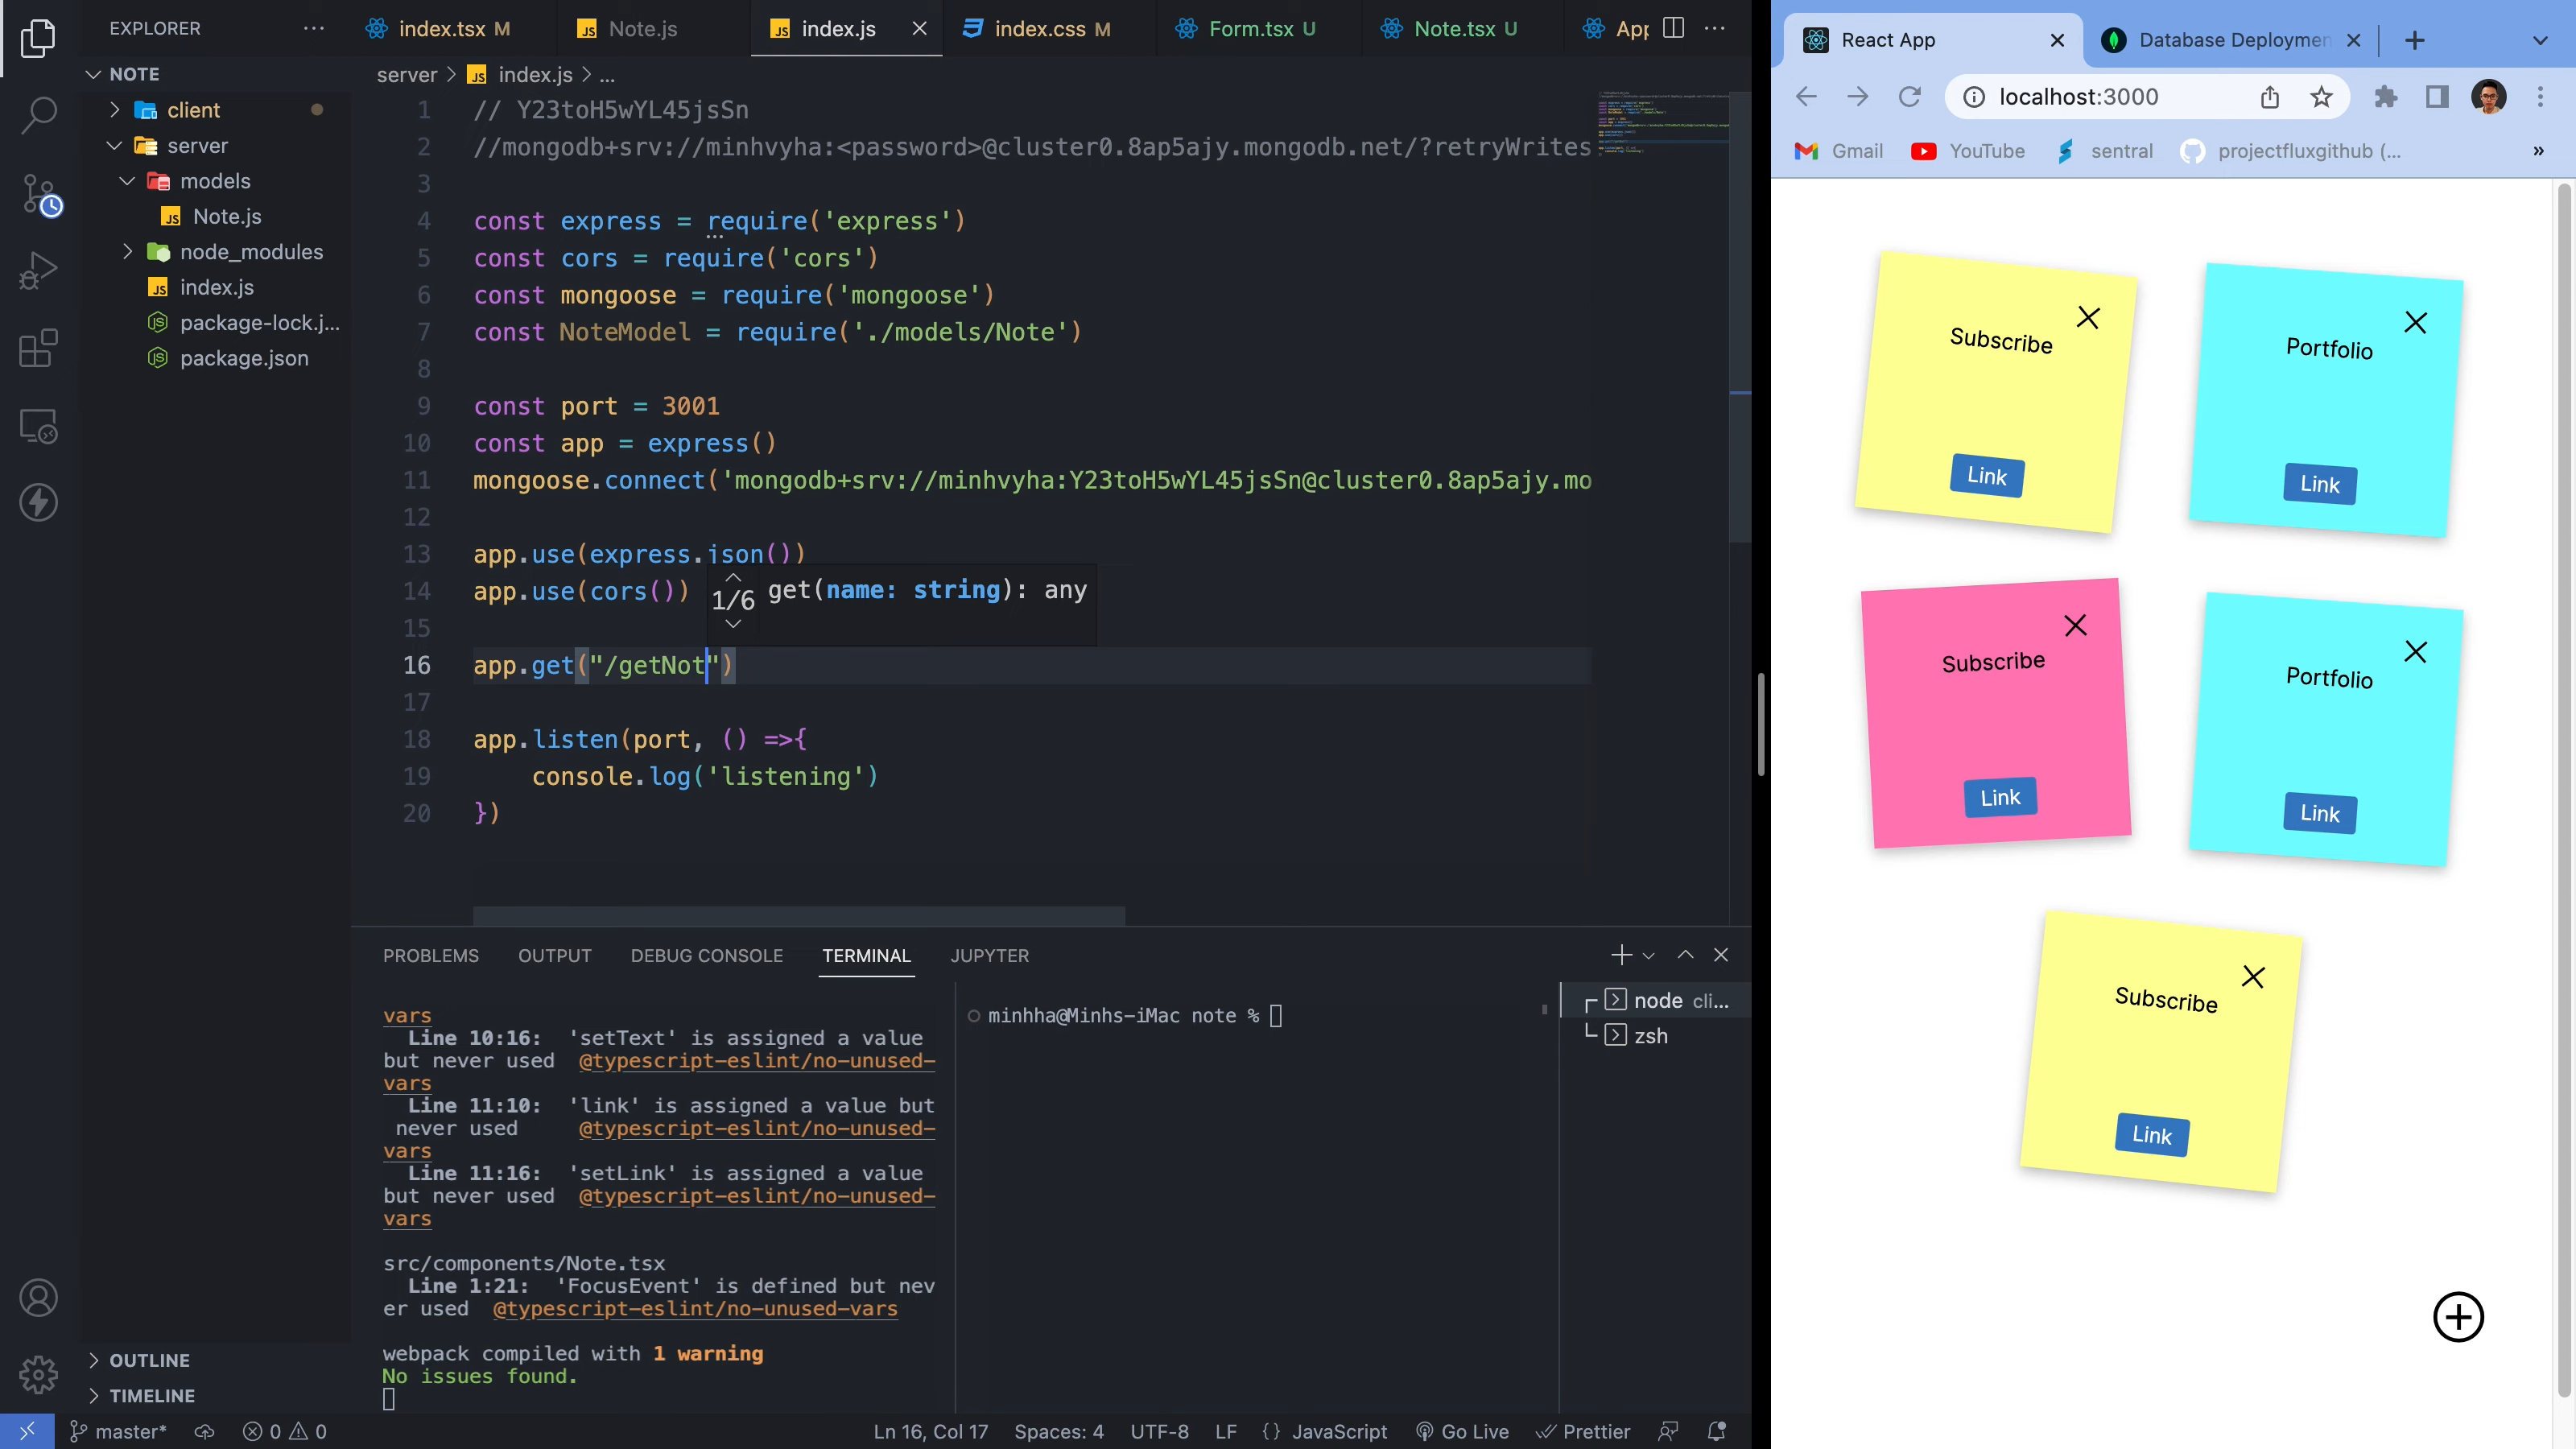 EXPLORER
NOTE
client
server
models
Note.js
node_modules
index.js
package-lock.j...
package.json
OUTLINE
TIMELINE
index.tsx M
Note.js
index.js
index.css M
Form.tsx U
Note.tsx U
App
server > index.js > ...
1 // Y23toH5wYL45jsSn
2 //mongodb+srv://minhvyha:<password>@cluster0.8ap5ajy.mongodb.net/?retryWrites
3
4 const express = require('express')
5 const cors = require('cors')
6 const mongoose = require('mongoose')
7 const NoteModel = require('./models/Note')
8
9 const port = 3001
10 const app = express()
11 mongoose.connect('mongodb+srv://minhvyha:Y23toH5wYL45jsSn@cluster0.8ap5ajy.mo
12
13 app.use(express.json())
14 app.use(cors())
1/6 get(name: string): any
15
16 app.get("/getNot")
17
18 app.listen(port, () =>{
19 console.log('listening')
20 })
PROBLEMS OUTPUT DEBUG CONSOLE TERMINAL JUPYTER
vars
Line 10:16: 'setText' is assigned a value
but never used @typescript-eslint/no-unused-
vars
Line 11:10: 'link' is assigned a value but
never used @typescript-eslint/no-unused-
vars
Line 11:16: 'setLink' is assigned a value
but never used @typescript-eslint/no-unused-
vars
src/components/Note.tsx
Line 1:21: 'FocusEvent' is defined but nev
er used @typescript-eslint/no-unused-vars
webpack compiled with 1 warning
No issues found.
minhha@Minhs-iMac note %
node cli...
zsh
master* 0 0
Ln 16, Col 17 Spaces: 4 UTF-8 LF {} JavaScript Go Live Prettier
React App
Database Deploymen
localhost:3000
Gmail YouTube sentral projectfluxgithub (... »
Subscribe
Link
Portfolio
Link
Subscribe
Link
Portfolio
Link
Subscribe
Link